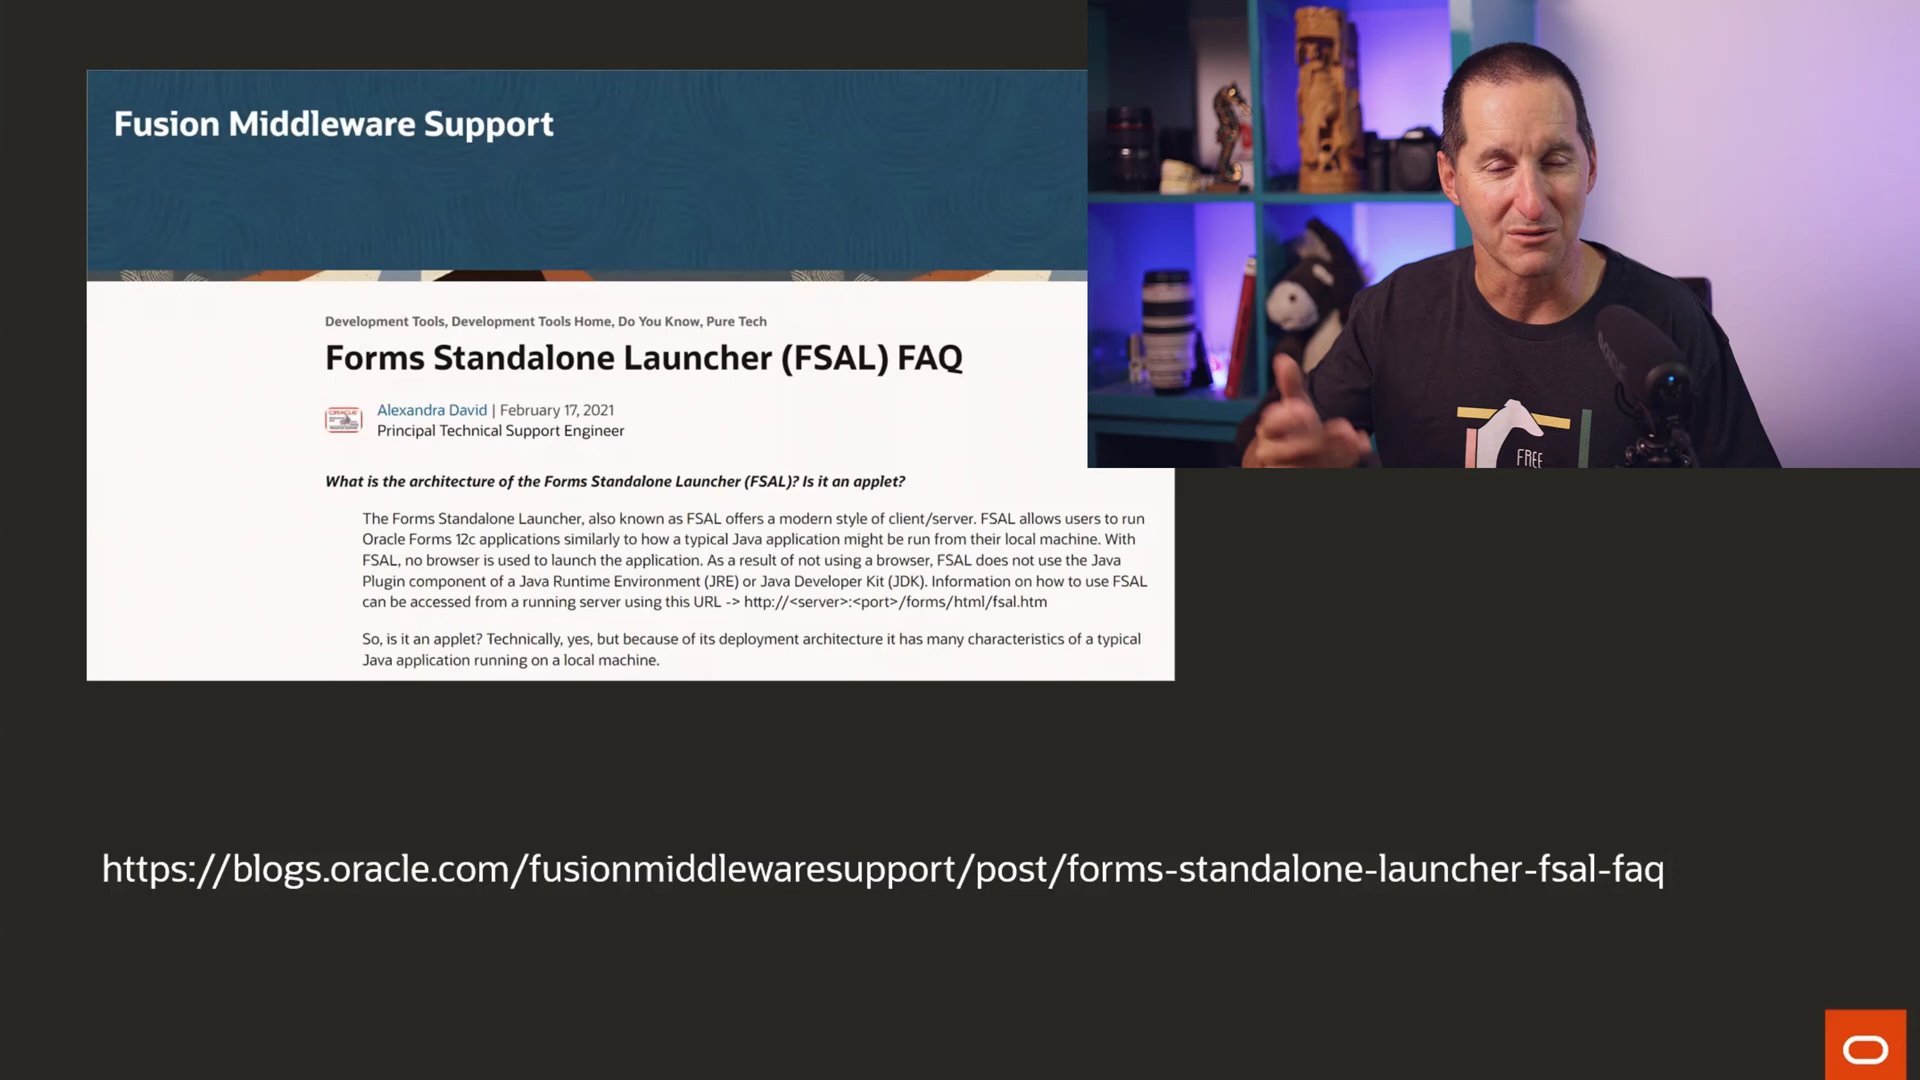 Fusion Middleware Support
Development Tools, Development Tools Home, Do You Know, Pure Tech
Forms Standalone Launcher (FSAL) FAQ
Alexandra David | February 17, 2021
Principal Technical Support Engineer
What is the architecture of the Forms Standalone Launcher (FSAL)? Is it an applet?
The Forms Standalone Launcher, also known as FSAL offers a modern style of client/server. FSAL allows users to run
Oracle Forms 12c applications similarly to how a typical Java application might be run from their local machine. With
FSAL, no browser is used to launch the application. As a result of not using a browser, FSAL does not use the Java
Plugin component of a Java Runtime Environment (JRE) or Java Developer Kit (JDK). Information on how to use FSAL
can be accessed from a running server using this URL -> http://<server>:<port>/forms/html/fsal.htm
So, is it an applet? Technically, yes, but because of its deployment architecture it has many characteristics of a typical
Java application running on a local machine.
FREE
https://blogs.oracle.com/fusionmiddlewaresupport/post/forms-standalone-launcher-fsal-faq